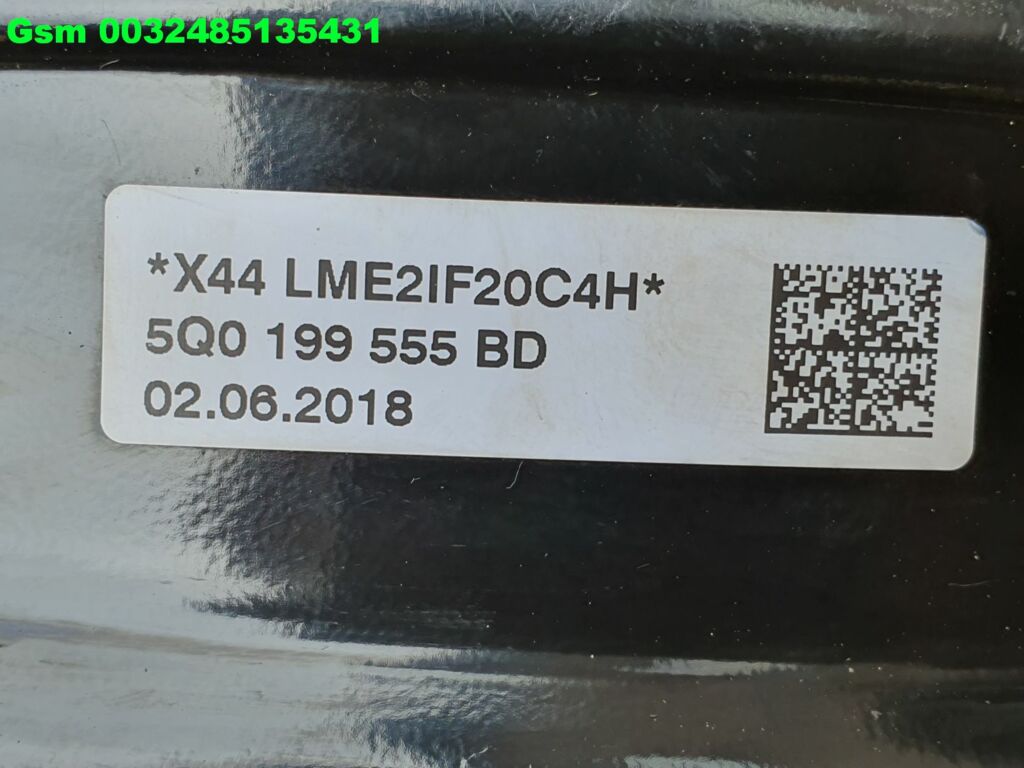 Gsm 0032485135431
*X44 LME2IF20C4H*
5Q0 199 555 BD
02.06.2018